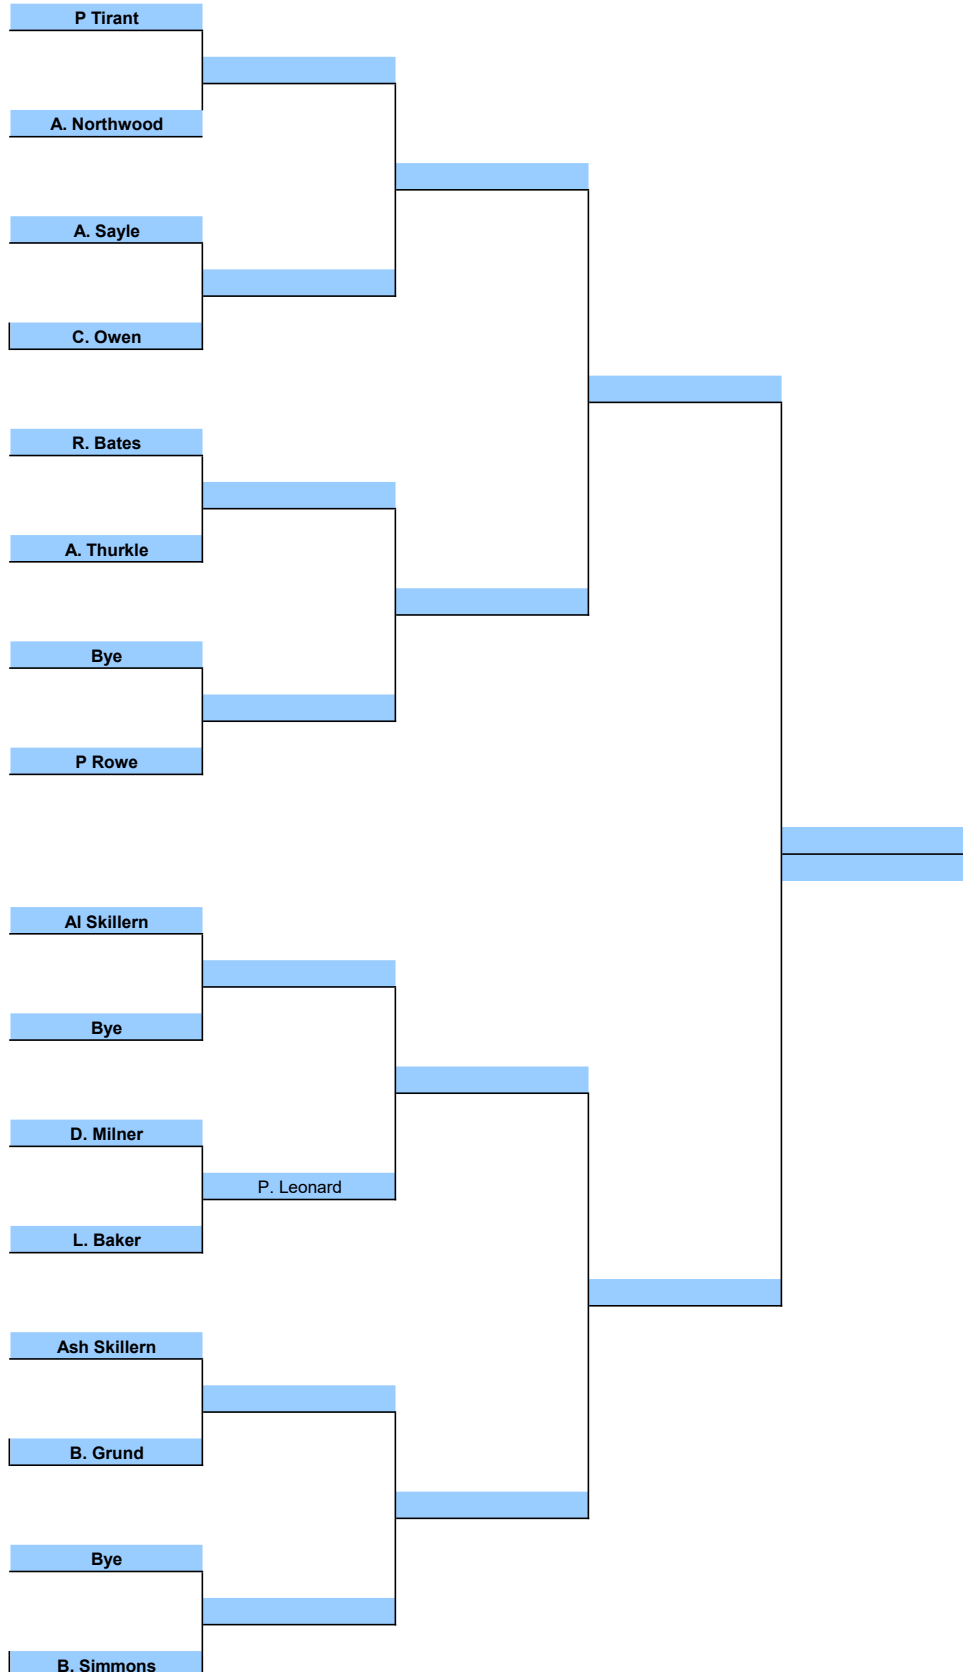 P Tirant
A. Northwood
A. Sayle
C. Owen
R. Bates
A. Thurkle
Bye
P Rowe
Al Skillern
Bye
D. Milner
P. Leonard
L. Baker
Ash Skillern
B. Grund
Bye
B. Simmons